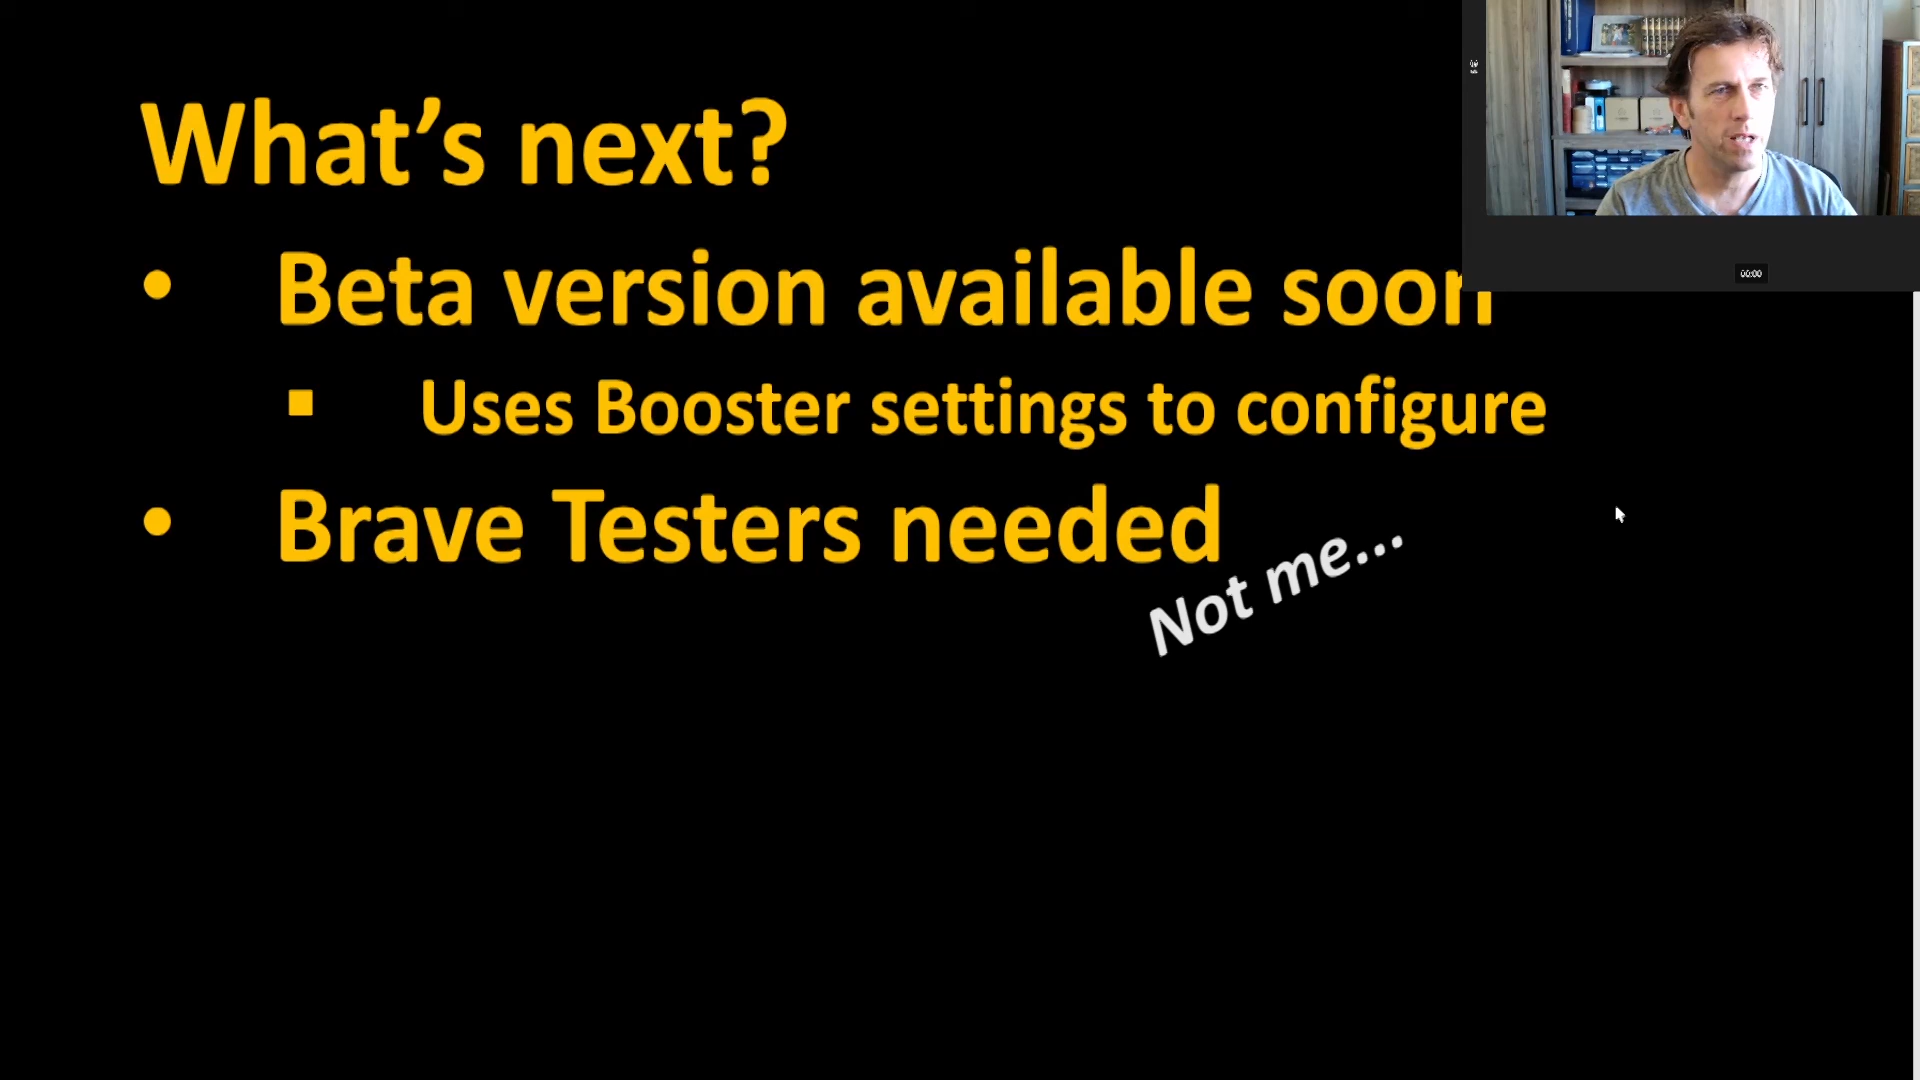 What’s next?
• Beta version available soon
▪ Uses Booster settings to configure
• Brave Testers needed
Not me...
00:00